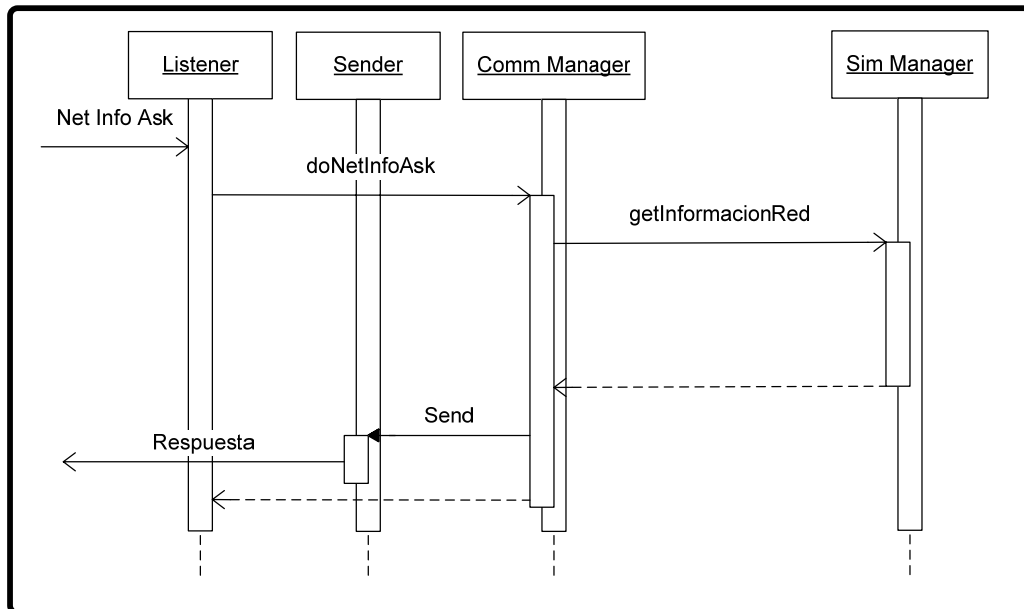 Listener
Sender
Comm Manager
Sim Manager
Net Info Ask
doNetInfoAsk
getInformacionRed
Send
Respuesta